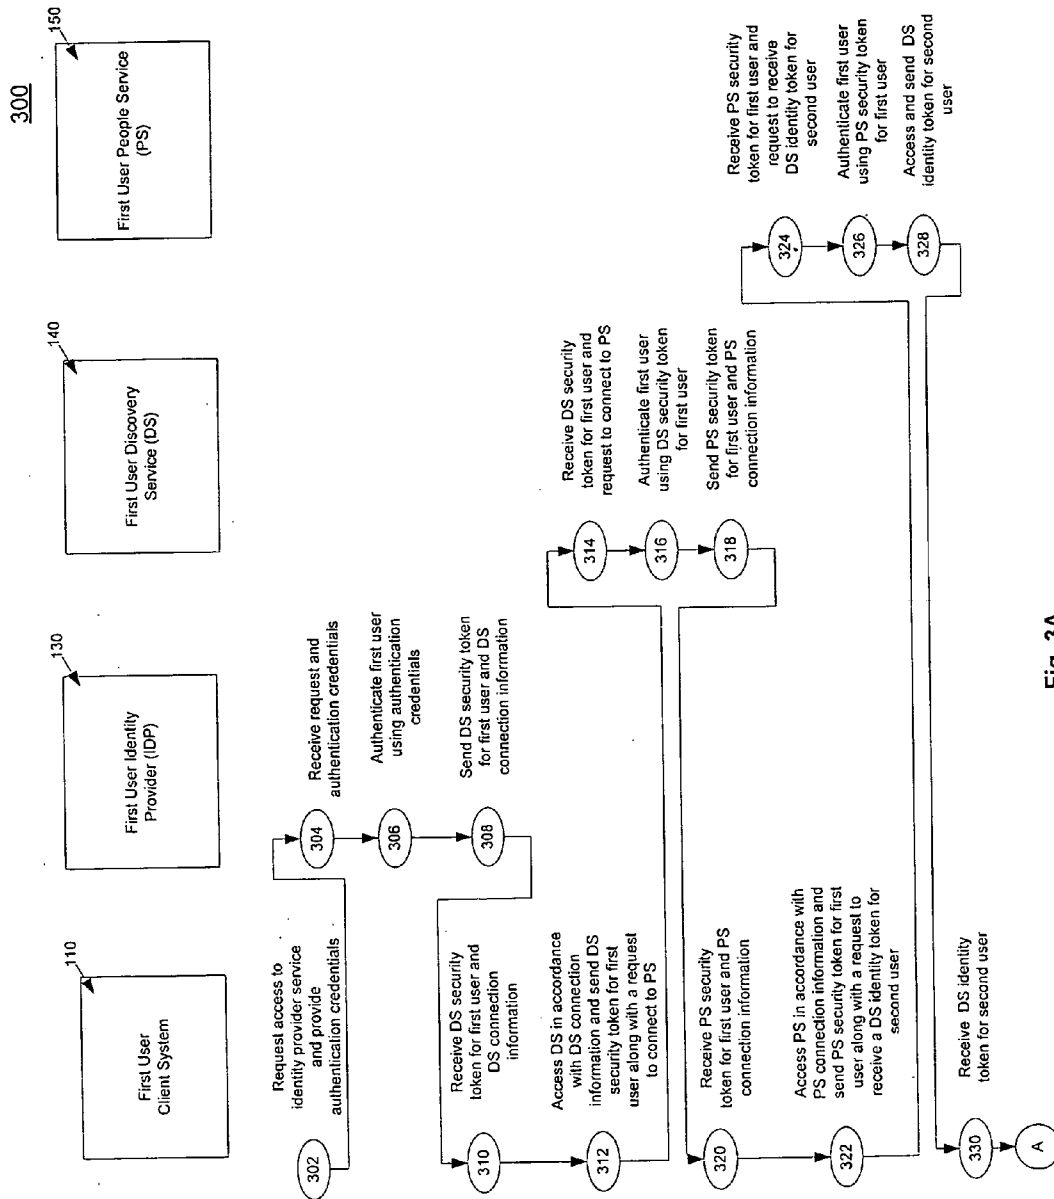 300
110
First User
Client System
130
First User Identity
Provider (IDP)
140
First User Discovery
Service (DS)
150
First User People Service
(PS)
302
Request access to
identity provider service
and provide
authentication credentials
304
Receive request and
authentication credentials
306
Authenticate first user
using authentication
credentials
308
Send DS security token
for first user and DS
connection information
310
Receive DS security
token for first user and
DS connection
information
312
Access DS in accordance
with DS connection
information and send DS
security token for first
user along with a request
to connect to PS
314
Receive DS security
token for first user and
request to connect to PS
316
Authenticate first user
using DS security token
for first user
318
Send PS security token
for first user and PS
connection information
320
Receive PS security
token for first user and PS
connection information
322
Access PS in accordance with
PS connection information and
send PS security token for first
user along with a request to
receive a DS identity token for
second user
324
Receive PS security
token for first user and
request to receive
DS identity token for
second user
326
Authenticate first user
using PS security token
for first user
328
Access and send DS
identity token for second
user
330
Receive DS identity
token for second user
A
Fig. 3A